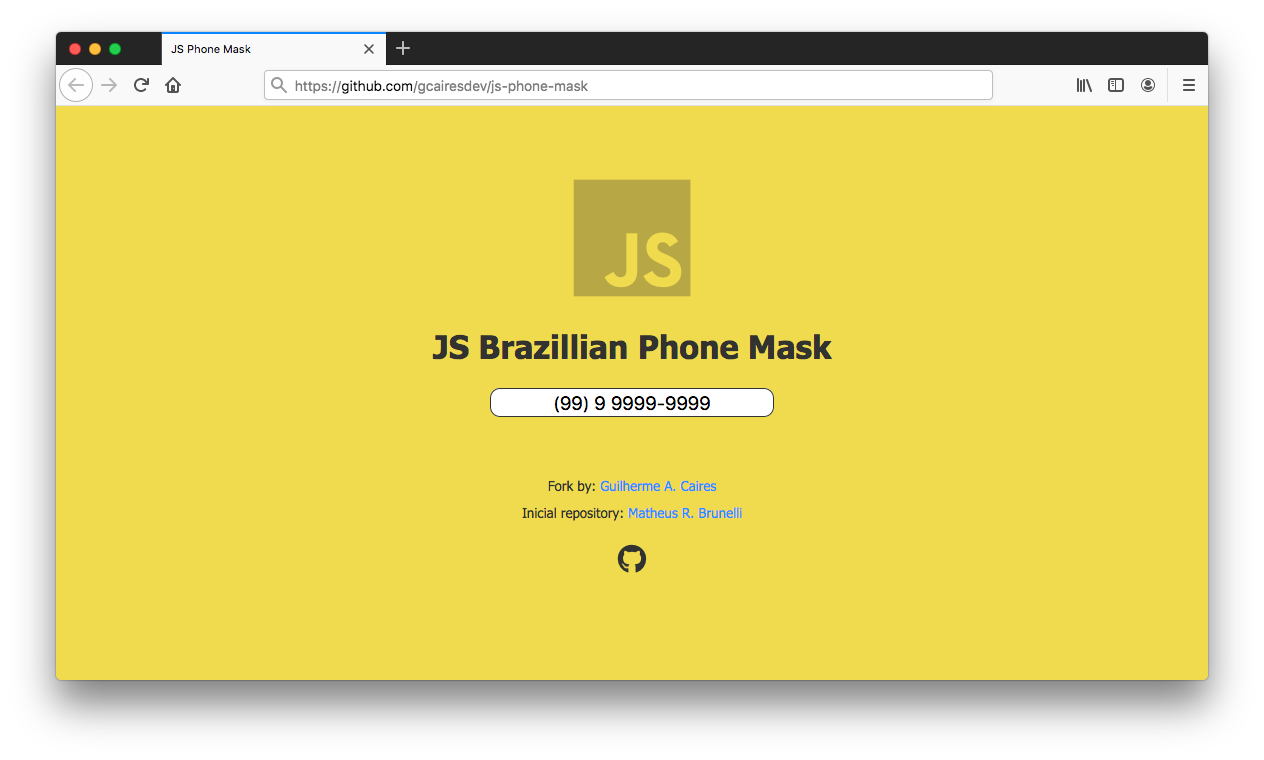 JS Phone Mask
https://github.com/gcairesdev/js-phone-mask
JS
JS Brazillian Phone Mask
(99) 9 9999-9999
Fork by: Guilherme A. Caires
Inicial repository: Matheus R. Brunelli